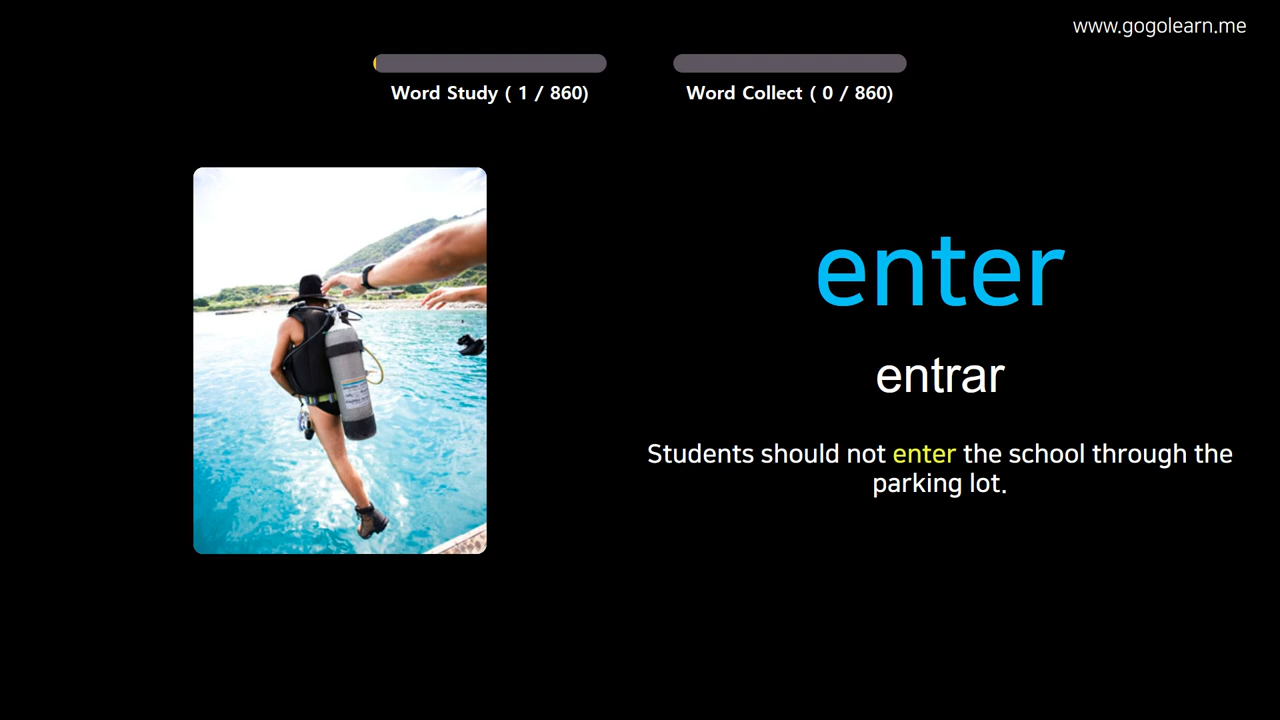 www.gogolearn.me
Word Study ( 1 / 860)
Word Collect ( 0 / 860)
enter
entrar
Students should not enter the school through the
parking lot.